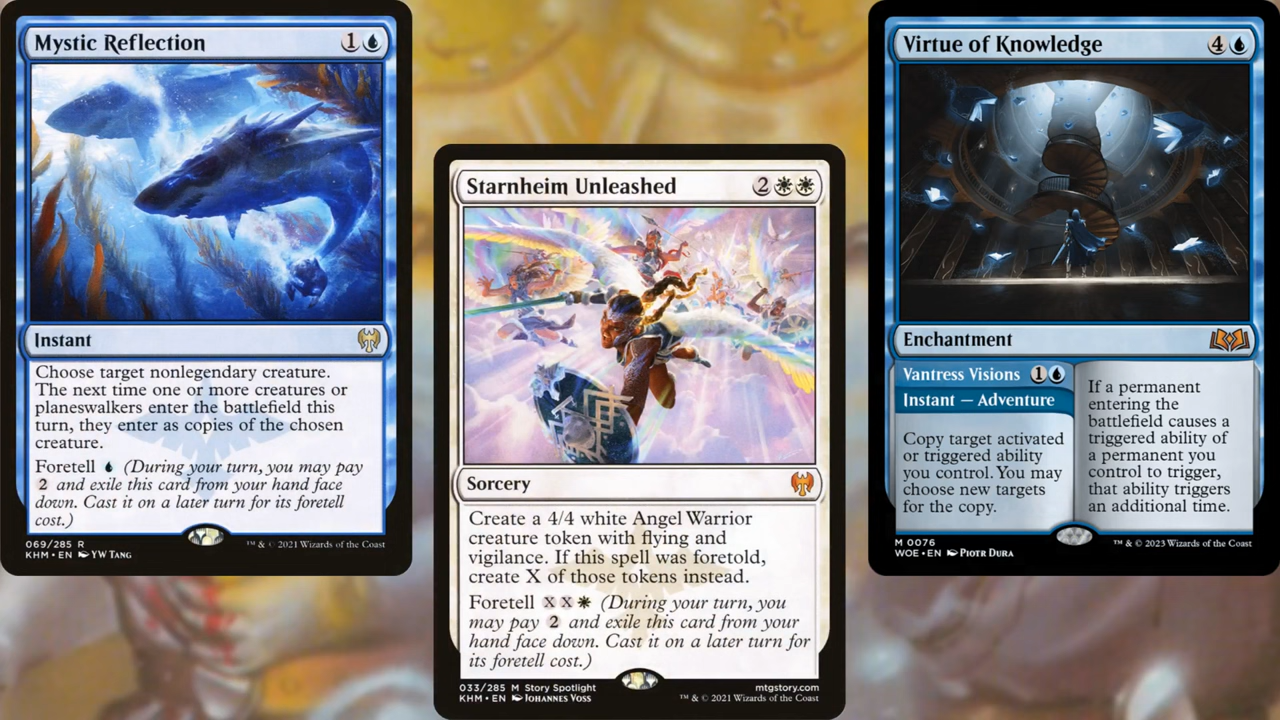 Mystic Reflection 1
Instant
Choose target nonlegendary creature.
The next time one or more creatures or
planeswalkers enter the battlefield this
turn, they enter as copies of the chosen
creature.
Foretell (During your turn, you may pay
2 and exile this card from your hand face
down. Cast it on a later turn for its foretell
cost.)
069/285 R
KHM • EN YW Tang
™ & © 2021 Wizards of the Coast
Starnheim Unleashed 2
Sorcery
Create a 4/4 white Angel Warrior
creature token with flying and
vigilance. If this spell was foretold,
create X of those tokens instead.
Foretell X X (During your turn, you
may pay 2 and exile this card from your
hand face down. Cast it on a later turn for
its foretell cost.)
033/285 M Story Spotlight
KHM • EN Johannes Voss
mtgstory.com
™ & © 2021 Wizards of the Coast
Virtue of Knowledge 4
Enchantment
Vantress Visions 1
Instant — Adventure
Copy target activated
or triggered ability
you control. You may
choose new targets
for the copy.
If a permanent
entering the
battlefield causes a
triggered ability of
a permanent you
control to trigger,
that ability triggers
an additional time.
M 0076
WOE • EN Piotr Dura
™ & © 2023 Wizards of the Coast